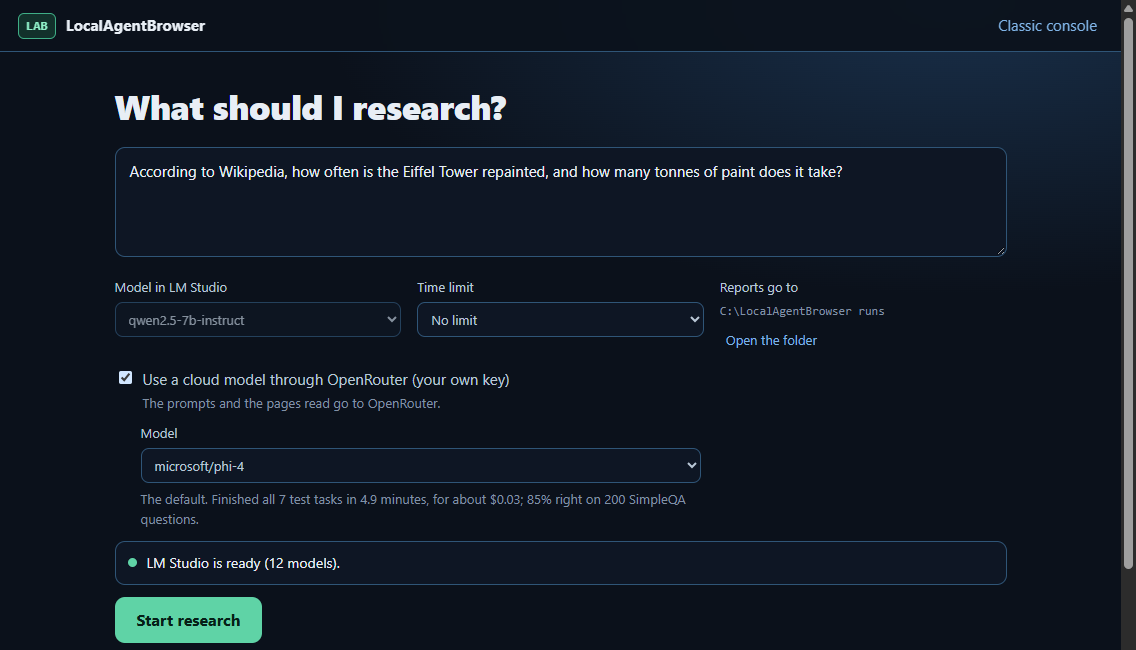 LAB LocalAgentBrowser
Classic console
What should I research?
According to Wikipedia, how often is the Eiffel Tower repainted, and how many tonnes of paint does it take?
Model in LM Studio
qwen2.5-7b-instruct
Time limit
No limit
Reports go to
C:\LocalAgentBrowser runs
Open the folder
Use a cloud model through OpenRouter (your own key)
The prompts and the pages read go to OpenRouter.
Model
microsoft/phi-4
The default. Finished all 7 test tasks in 4.9 minutes, for about $0.03; 85% right on 200 SimpleQA
questions.
LM Studio is ready (12 models).
Start research